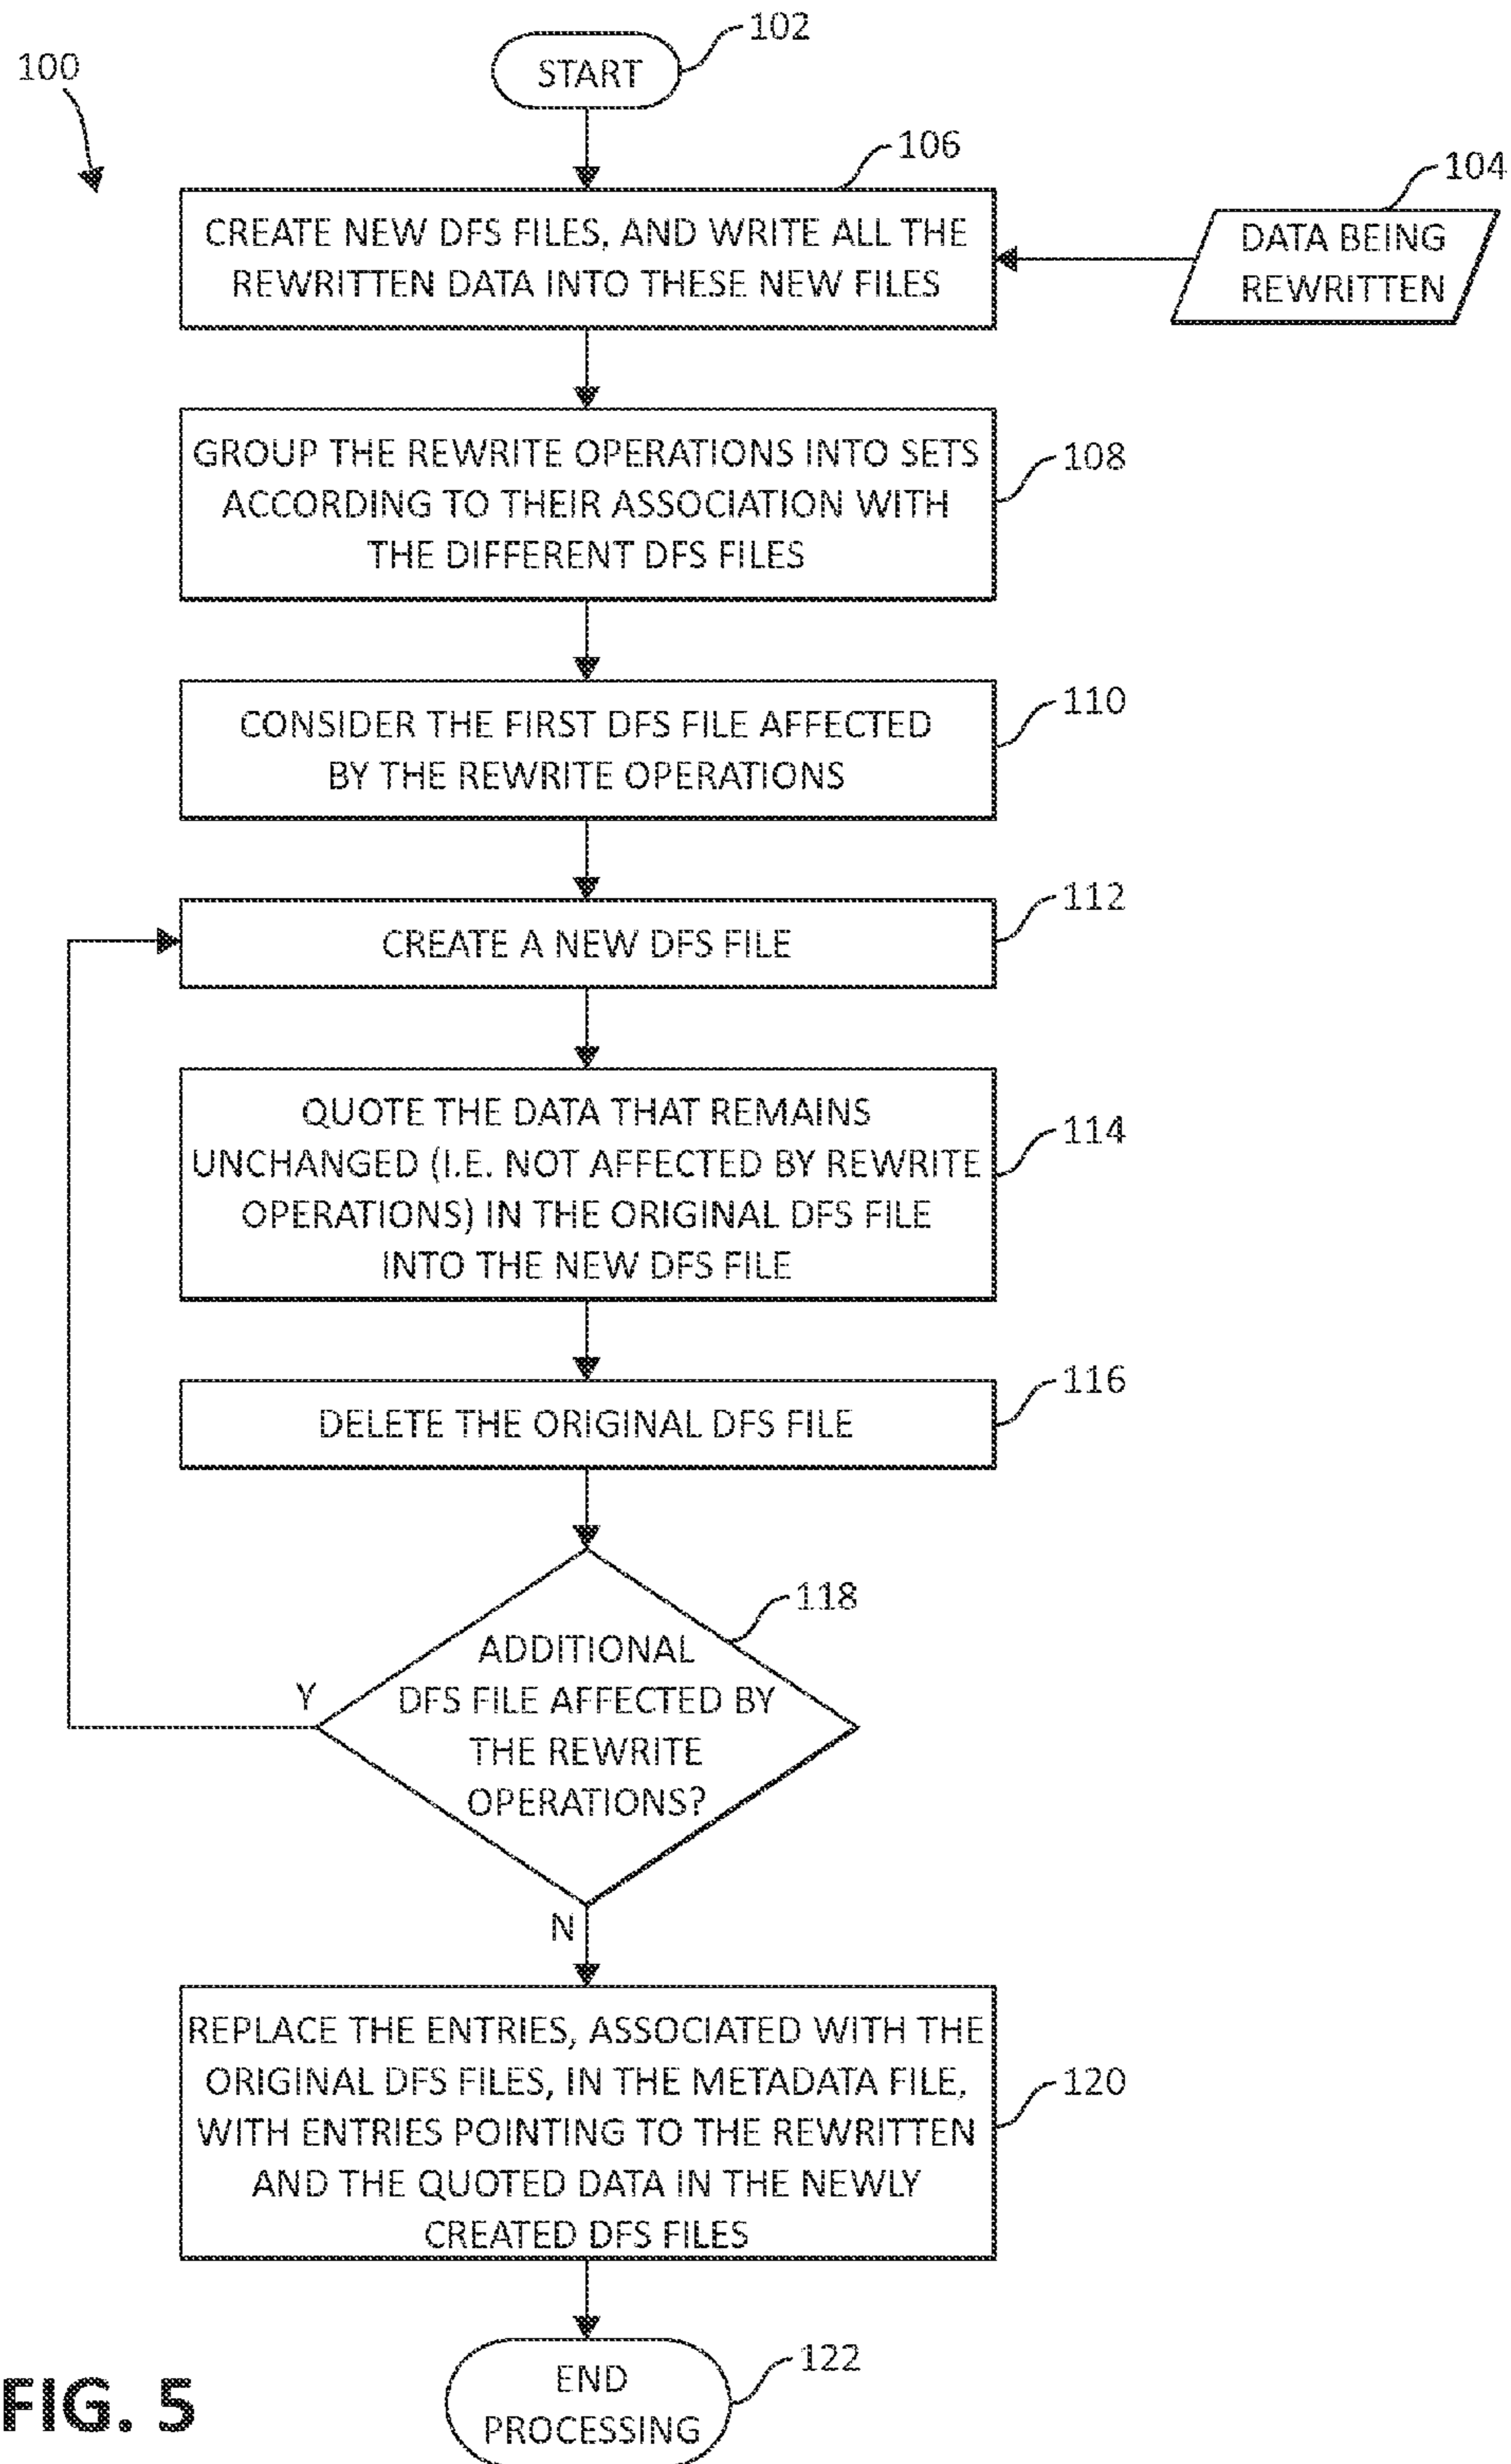 102
START
100
106
104
CREATE NEW DFS FILES, AND WRITE ALL THE
REWRITTEN DATA INTO THESE NEW FILES
DATA BEING
REWRITTEN
GROUP THE REWRITE OPERATIONS INTO SETS
ACCORDING TO THEIR ASSOCIATION WITH
THE DIFFERENT DFS FILES
108
CONSIDER THE FIRST DFS FILE AFFECTED
BY THE REWRITE OPERATIONS
110
112
CREATE A NEW DFS FILE
QUOTE THE DATA THAT REMAINS
UNCHANGED (I.E. NOT AFFECTED BY REWRITE
OPERATIONS) IN THE ORIGINAL DFS FILE
INTO THE NEW DFS FILE
114
116
DELETE THE ORIGINAL DFS FILE
118
ADDITIONAL
DFS FILE AFFECTED BY
THE REWRITE
OPERATIONS?
Y
N
REPLACE THE ENTRIES, ASSOCIATED WITH THE
ORIGINAL DFS FILES, IN THE METADATA FILE,
WITH ENTRIES POINTING TO THE REWRITTEN
AND THE QUOTED DATA IN THE NEWLY
CREATED DFS FILES
120
122
END
PROCESSING
FIG. 5